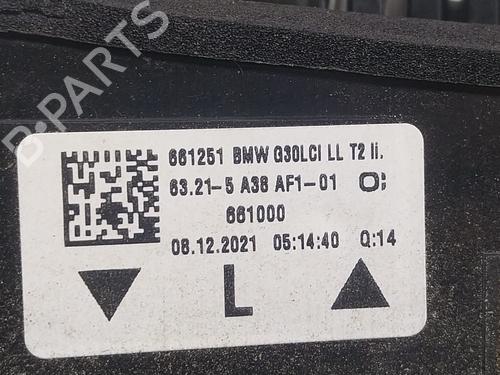 B-PARTS
661251 BMW G30LCI LL T2 li.
63.21-5 A38 AF1-01
661000
08.12.2021 05:14:40 Q:14
L